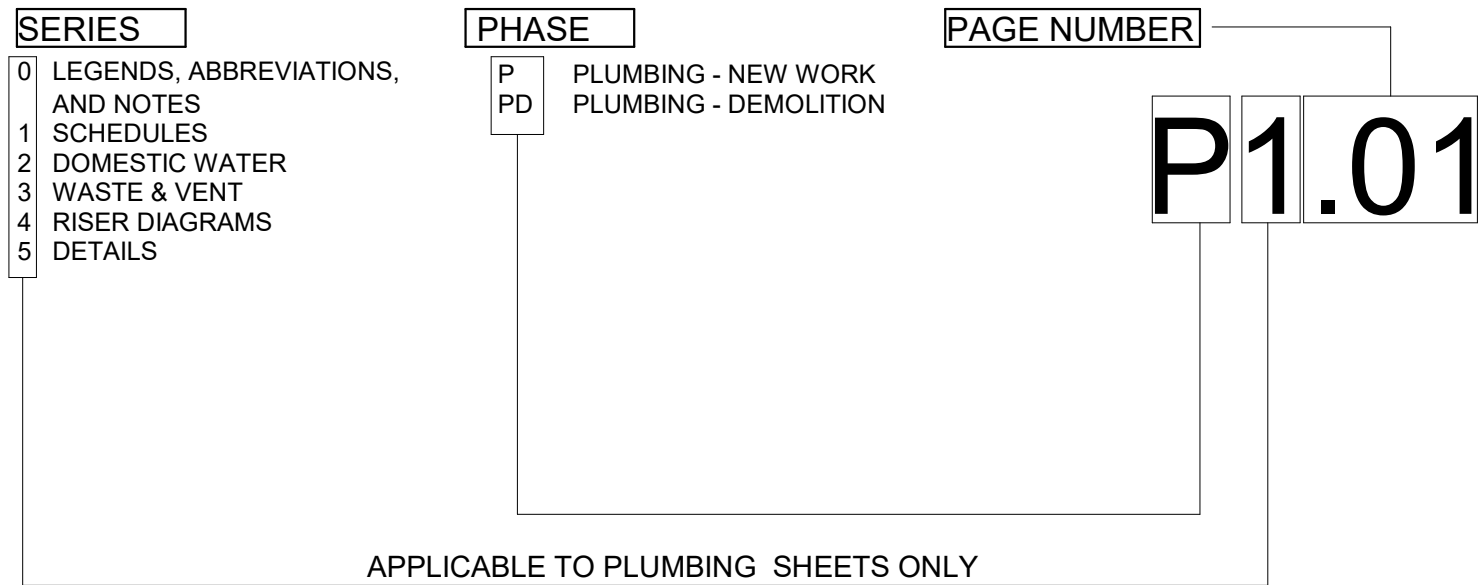 SERIES
0 LEGENDS, ABBREVIATIONS,
AND NOTES
1 SCHEDULES
2 DOMESTIC WATER
3 WASTE & VENT
4 RISER DIAGRAMS
5 DETAILS
PHASE
P PLUMBING - NEW WORK
PD PLUMBING - DEMOLITION
PAGE NUMBER
P1.01
APPLICABLE TO PLUMBING SHEETS ONLY